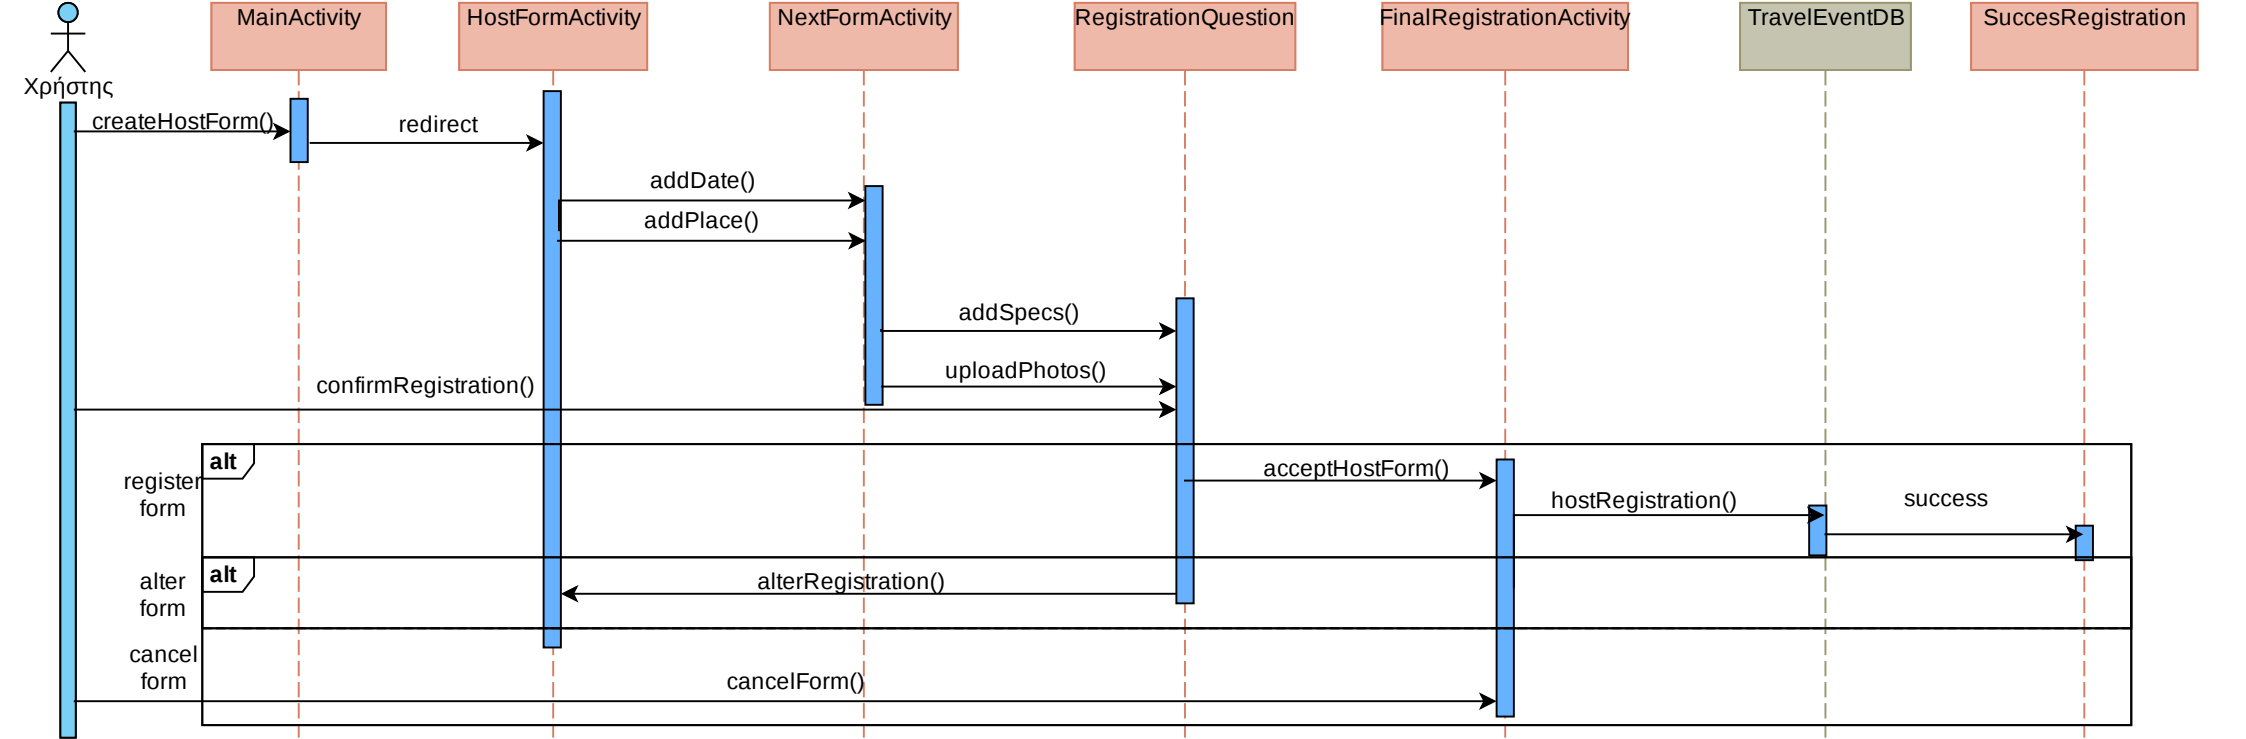 MainActivity
HostFormActivity
NextFormActivity
RegistrationQuestion
FinalRegistrationActivity
TravelEventDB
SuccesRegistration
Χρήστης
createHostForm()
redirect
addDate()
addPlace()
addSpecs()
uploadPhotos()
confirmRegistration()
alt
register
form
acceptHostForm()
hostRegistration()
success
alt
alter
form
alterRegistration()
cancel
form
cancelForm()